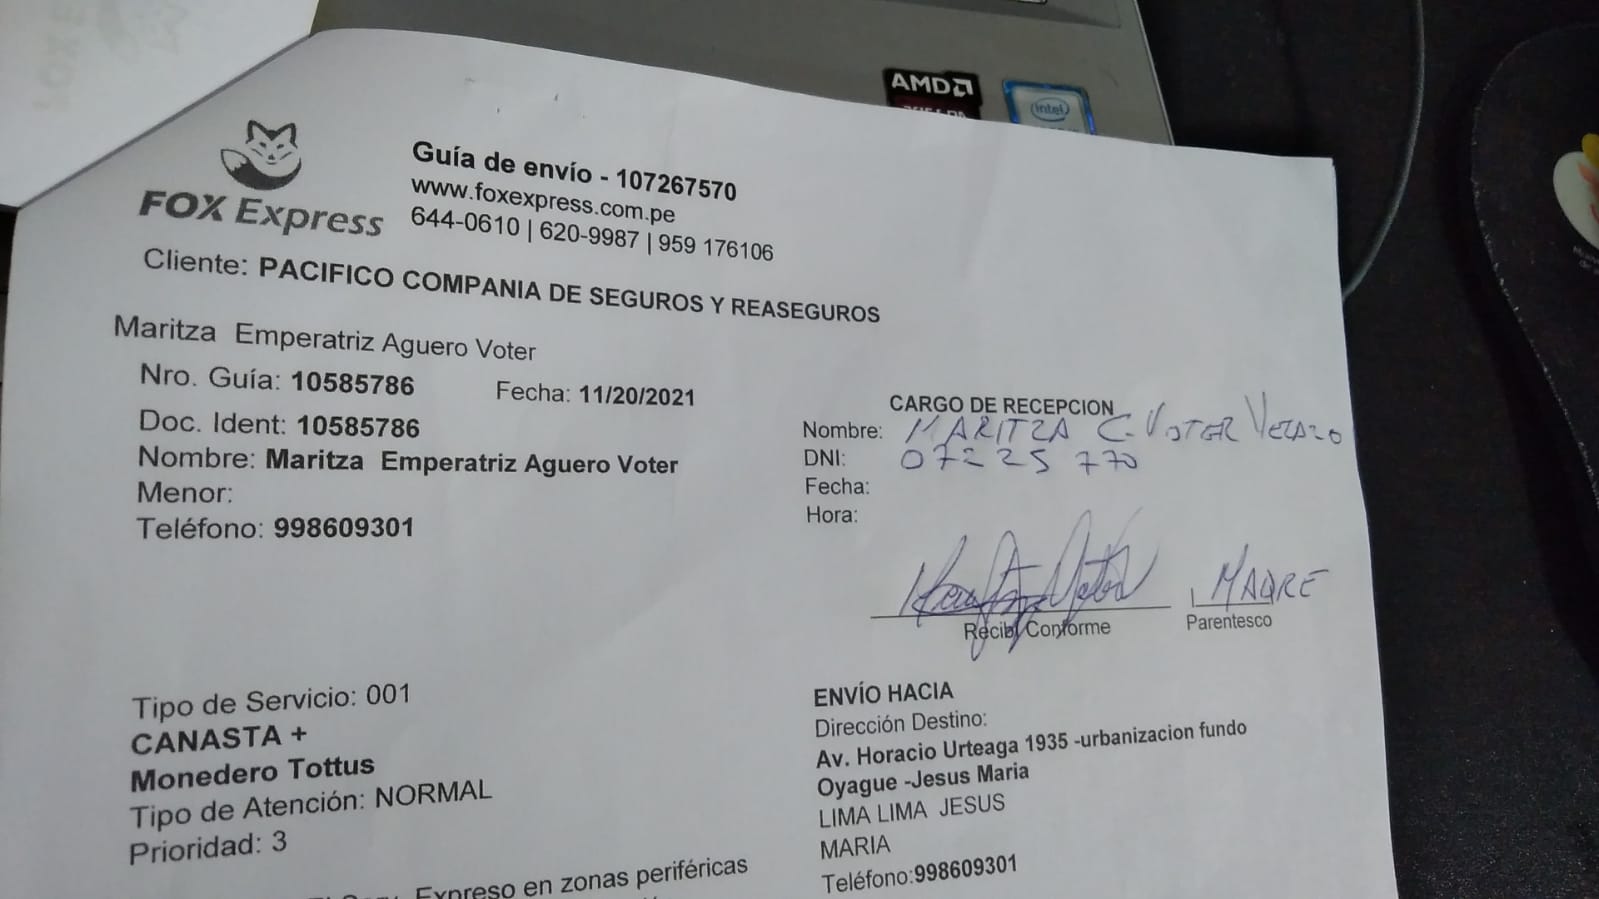 AMD
intel
FOX Express
Guía de envío - 107267570
www.foxexpress.com.pe
644-0610 | 620-9987 | 959 176106
Cliente: PACIFICO COMPANIA DE SEGUROS Y REASEGUROS
Maritza Emperatriz Aguero Voter
Nro. Guía: 10585786 Fecha: 11/20/2021
Doc. Ident: 10585786
Nombre: Maritza Emperatriz Aguero Voter
Menor:
Teléfono: 998609301
CARGO DE RECEPCION
Nombre: MARITZA C. VOTER
DNI: 07225770
Fecha:
Hora:
Recibi Conforme
MADRE
Parentesco
Tipo de Servicio: 001
CANASTA +
Monedero Tottus
Tipo de Atención: NORMAL
Prioridad: 3
Expreso en zonas periféricas
ENVÍO HACIA
Dirección Destino:
Av. Horacio Urteaga 1935 -urbanizacion fundo
Oyague -Jesus Maria
LIMA LIMA JESUS
MARIA
Teléfono:998609301